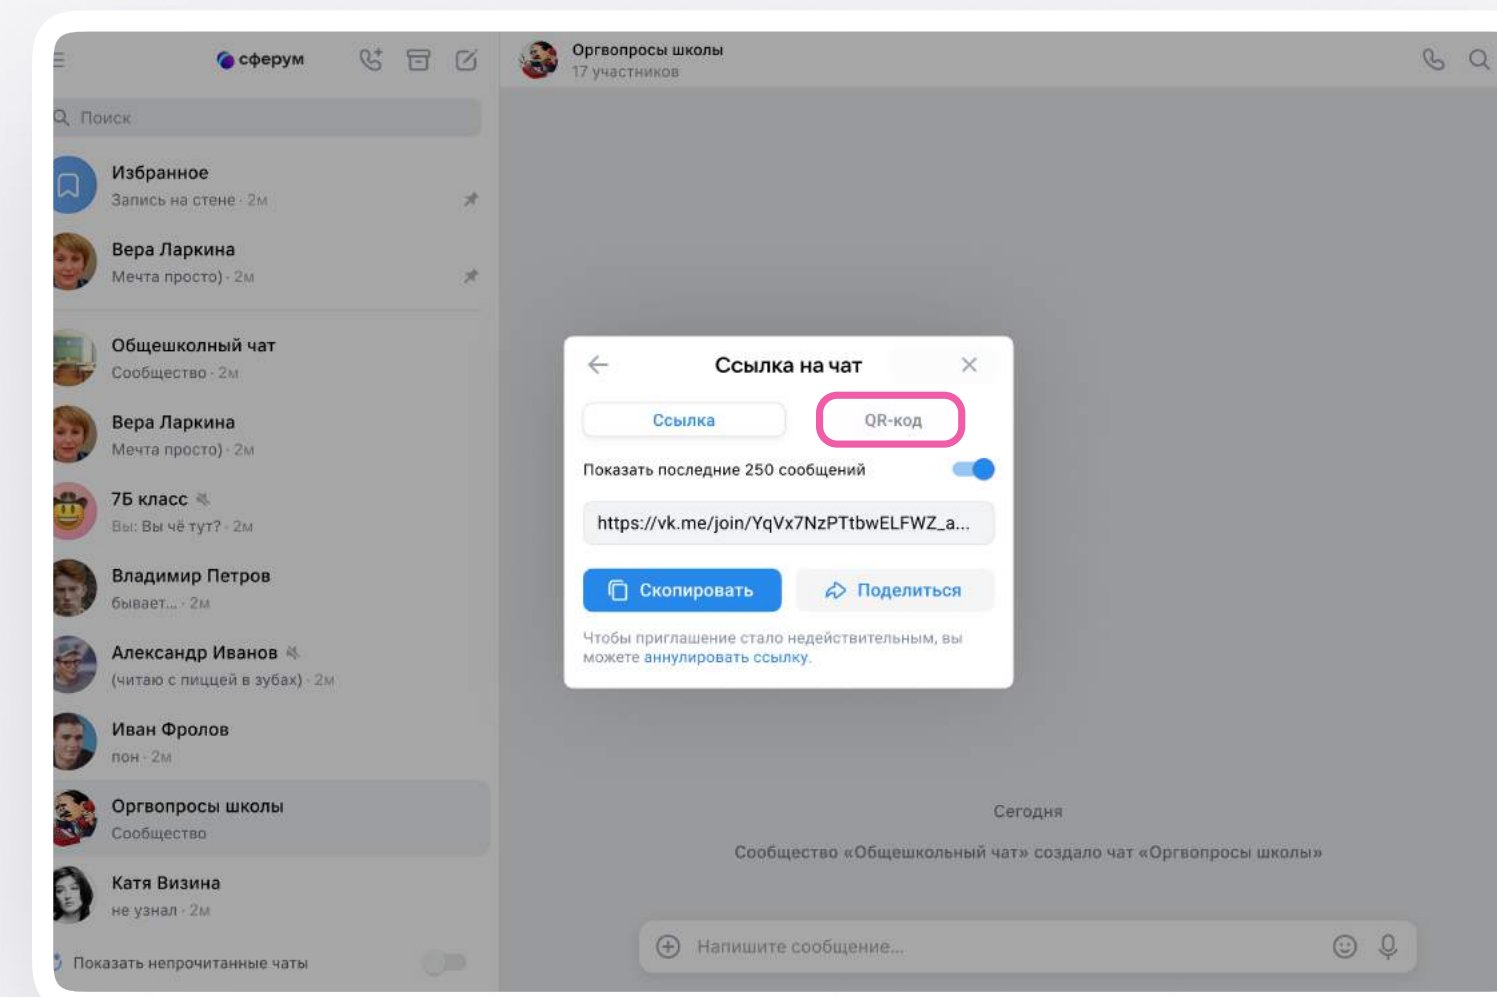 сферум
Поиск
Избранное
Запись на стене · 2м
Вера Ларкина
Мечта просто) · 2м
Общешколный чат
Сообщество · 2м
Вера Ларкина
Мечта просто) · 2м
7Б класс
Вы: Вы чё тут? · 2м
Владимир Петров
бывает... · 2м
Александр Иванов
(читаю с пиццей в зубах) · 2м
Иван Фролов
пон · 2м
Оргвопросы школы
Сообщество
Катя Визина
не узнал · 2м
Показать непрочитанные чаты
Оргвопросы школы
17 участников
Ссылка на чат
Ссылка
QR-код
Показать последние 250 сообщений
https://vk.me/join/YqVx7NzPTtbwELFWZ_a...
Скопировать
Поделиться
Чтобы приглашение стало недействительным, вы
можете аннулировать ссылку.
Сегодня
Сообщество «Общешкольный чат» создало чат «Оргвопросы школы»
Напишите сообщение...